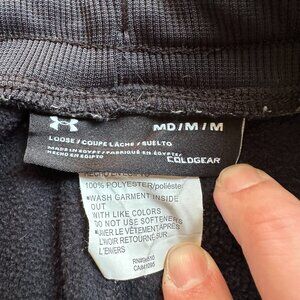 MD/M/M
LOOSE/COUPE LÂCHE/SUELTO
MADE IN EGYPT/FABRIQUÉ EN ÉGYPTE/
HECHO EN EGIPTO
COLDGEAR
100% POLYESTER/poliéster
*WASH GARMENT INSIDE
OUT
WITH LIKE COLORS
DO NOT USE SOFTENERS
*LAVER LE VÊTEMENT APRÈS
L'AVOIR RETOURNÉ SUR
L'ENVERS